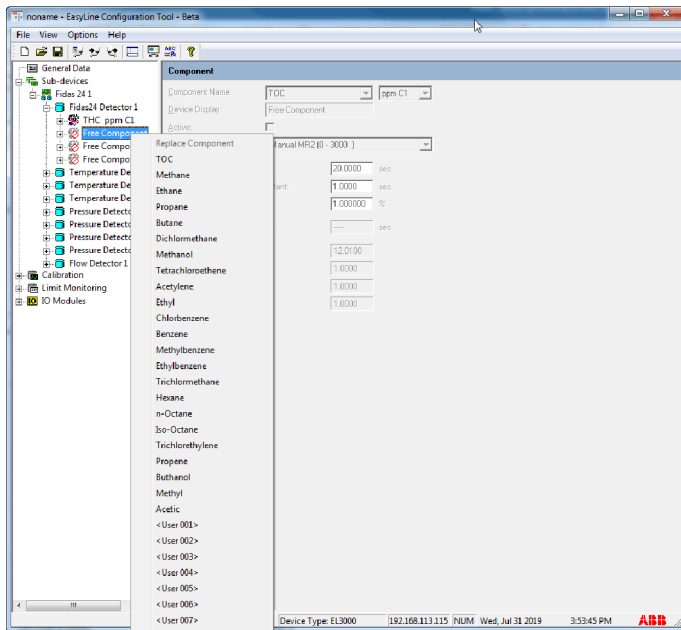 noname - EasyLine Configuration Tool - Beta
File View Options Help
General Data
Sub-devices
Fidas 24 1
Fidas24 Detector 1
THC ppm C1
Free Component
Free Compo
Free Compo
Temperature De
Temperature De
Temperature De
Pressure Detecto
Pressure Detecto
Pressure Detecto
Pressure Detecto
Flow Detector 1
Calibration
Limit Monitoring
IO Modules
Replace Component
TOC
Methane
Ethane
Propane
Butane
Dichlormethane
Methanol
Tetrachloroethene
Acetylene
Ethyl
Chlorbenzene
Benzene
Methylbenzene
Ethylbenzene
Trichlormethane
Hexane
n-Octane
Iso-Octane
Trichlorethylene
Propene
Buthanol
Methyl
Acetic
<User 001>
<User 002>
<User 003>
<User 004>
<User 005>
<User 006>
<User 007>
Component
Component Name: TOC ppm C1
Device Display: Free Component
Active:
Manual MR2 [0 - 3000 ]
20.0000 sec
tant: 1.0000 sec
1.000000 %
---- sec
12.0100
1.0000
1.0000
1.0000
Device Type: EL3000 192.168.113.115 NUM Wed, Jul 31 2019 3:53:45 PM ABB